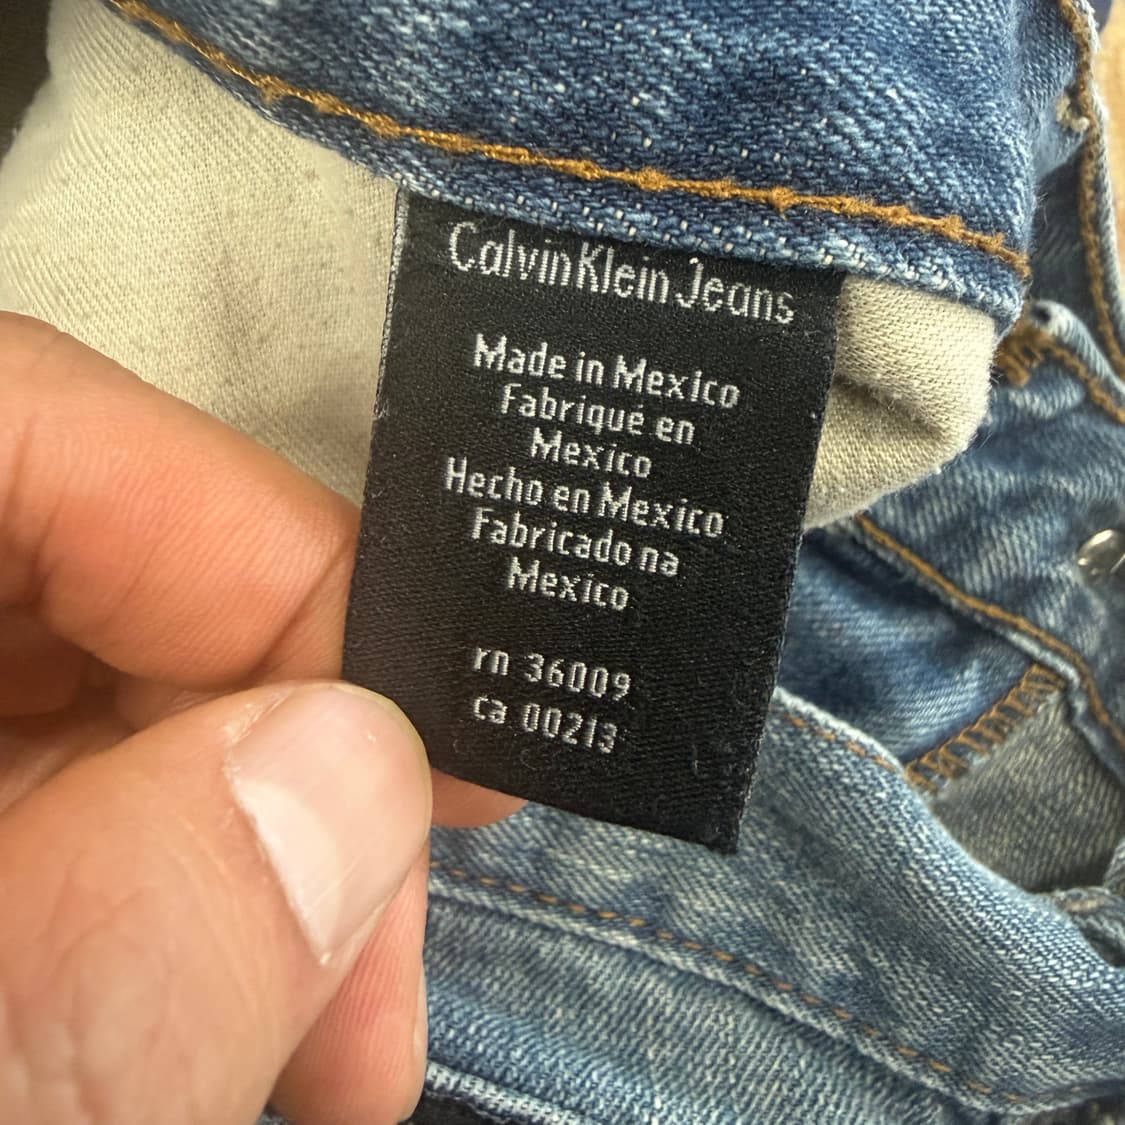 Calvin Klein Jeans
Made in Mexico
Fabriqué en
Mexico
Hecho en Mexico
Fabricado na
Mexico
rn 36009
ca 00213